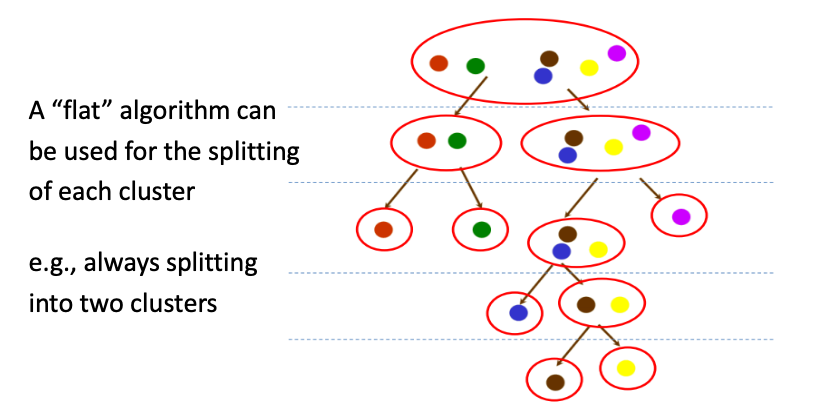 A “flat” algorithm can
be used for the splitting
of each cluster
e.g., always splitting
into two clusters